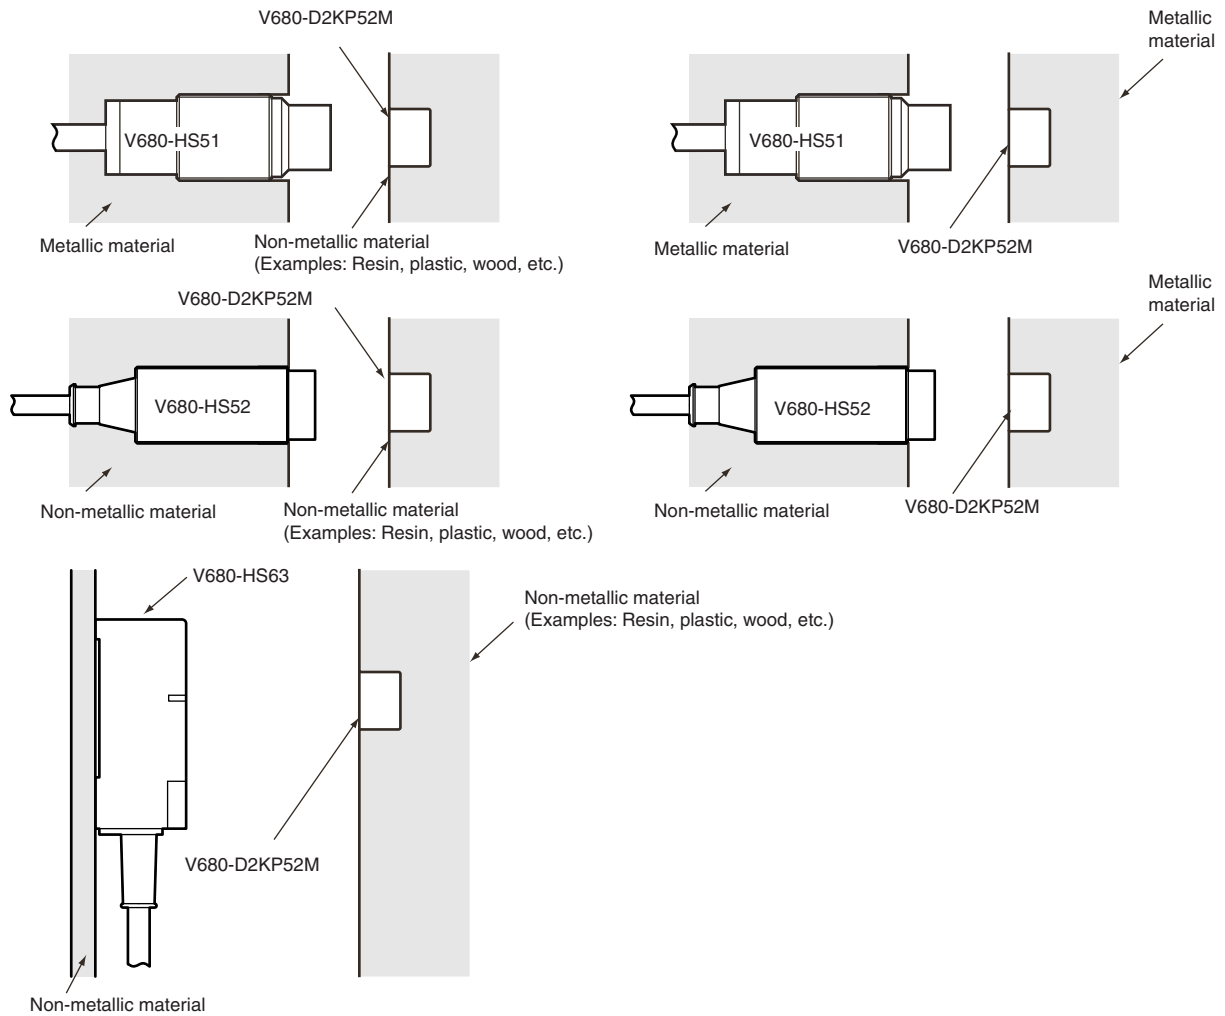 V680-D2KP52M
Metallic
material
V680-HS51
V680-HS51
Metallic material
Non-metallic material
(Examples: Resin, plastic, wood, etc.)
Metallic material
V680-D2KP52M
V680-D2KP52M
Metallic
material
V680-HS52
V680-HS52
Non-metallic material
Non-metallic material
(Examples: Resin, plastic, wood, etc.)
Non-metallic material
V680-D2KP52M
V680-HS63
Non-metallic material
(Examples: Resin, plastic, wood, etc.)
V680-D2KP52M
Non-metallic material